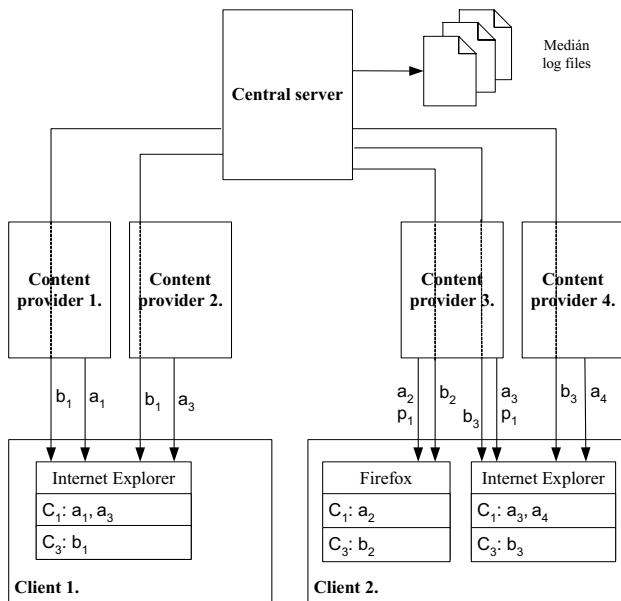 Medián
log files
Central server
Content
provider 1.
Content
provider 2.
Content
provider 3.
Content
provider 4.
b₁
a₁
b₁
a₃
a₂
p₁
b₂
b₃
a₃
p₁
b₃
a₄
Internet Explorer
C₁: a₁, a₃
C₃: b₁
Client 1.
Firefox
C₁: a₂
C₃: b₂
Internet Explorer
C₁: a₃, a₄
C₃: b₃
Client 2.